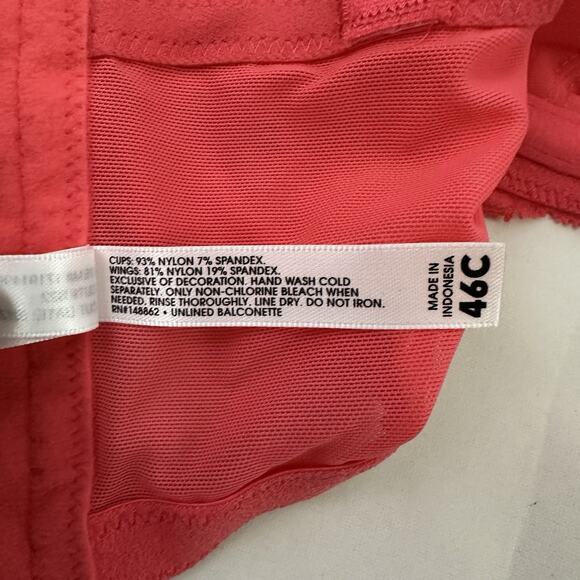 CUPS: 93% NYLON 7% SPANDEX.
WINGS: 81% NYLON 19% SPANDEX.
EXCLUSIVE OF DECORATION. HAND WASH COLD
SEPARATELY. ONLY NON-CHLORINE BLEACH WHEN
NEEDED. RINSE THOROUGHLY. LINE DRY. DO NOT IRON.
RN#148862 • UNLINED BALCONETTE
MADE IN
INDONESIA
46C